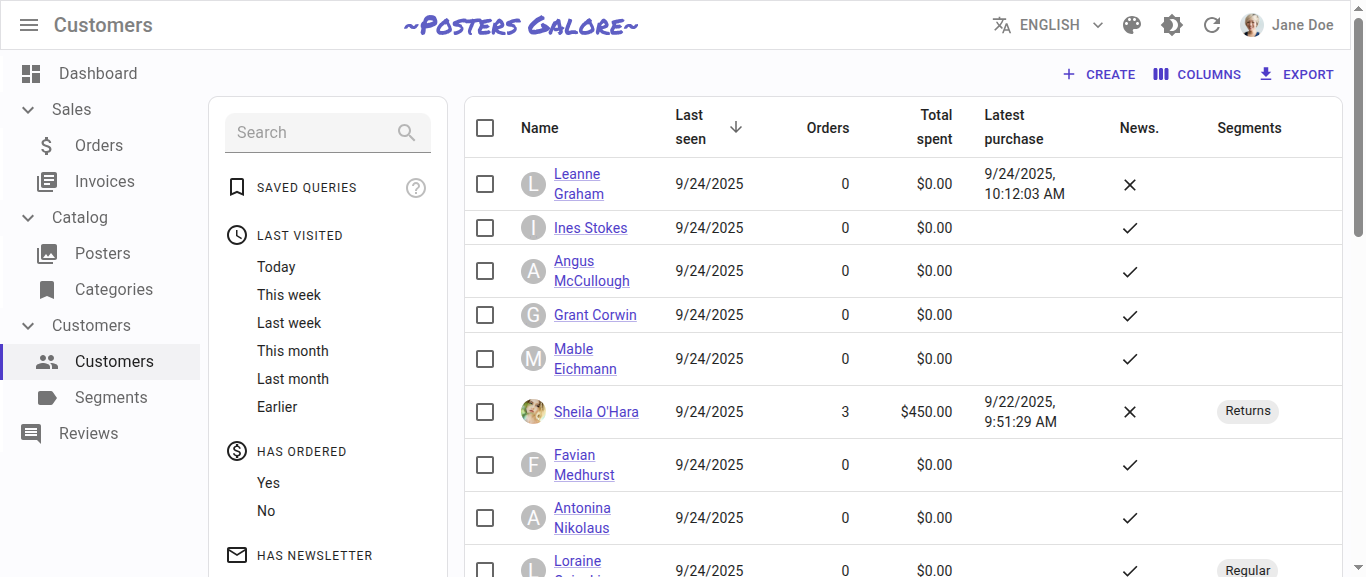 Customers
~Posters Galore~
ENGLISH
Jane Doe
Dashboard
Sales
Orders
Invoices
Catalog
Posters
Categories
Customers
Customers
Segments
Reviews
CREATE
COLUMNS
EXPORT
Search
SAVED QUERIES
?
LAST VISITED
Today
This week
Last week
This month
Last month
Earlier
HAS ORDERED
Yes
No
HAS NEWSLETTER
Name
Last
seen
Orders
Total
spent
Latest
purchase
News.
Segments
L
Leanne
Graham
9/24/2025
0
$0.00
9/24/2025,
10:12:03 AM
I
Ines Stokes
9/24/2025
0
$0.00
A
Angus
McCullough
9/24/2025
0
$0.00
G
Grant Corwin
9/24/2025
0
$0.00
M
Mable
Eichmann
9/24/2025
0
$0.00
Sheila O'Hara
9/24/2025
3
$450.00
9/22/2025,
9:51:29 AM
Returns
F
Favian
Medhurst
9/24/2025
0
$0.00
A
Antonina
Nikolaus
9/24/2025
0
$0.00
L
Loraine
9/24/2025
0
$0.00
Regular